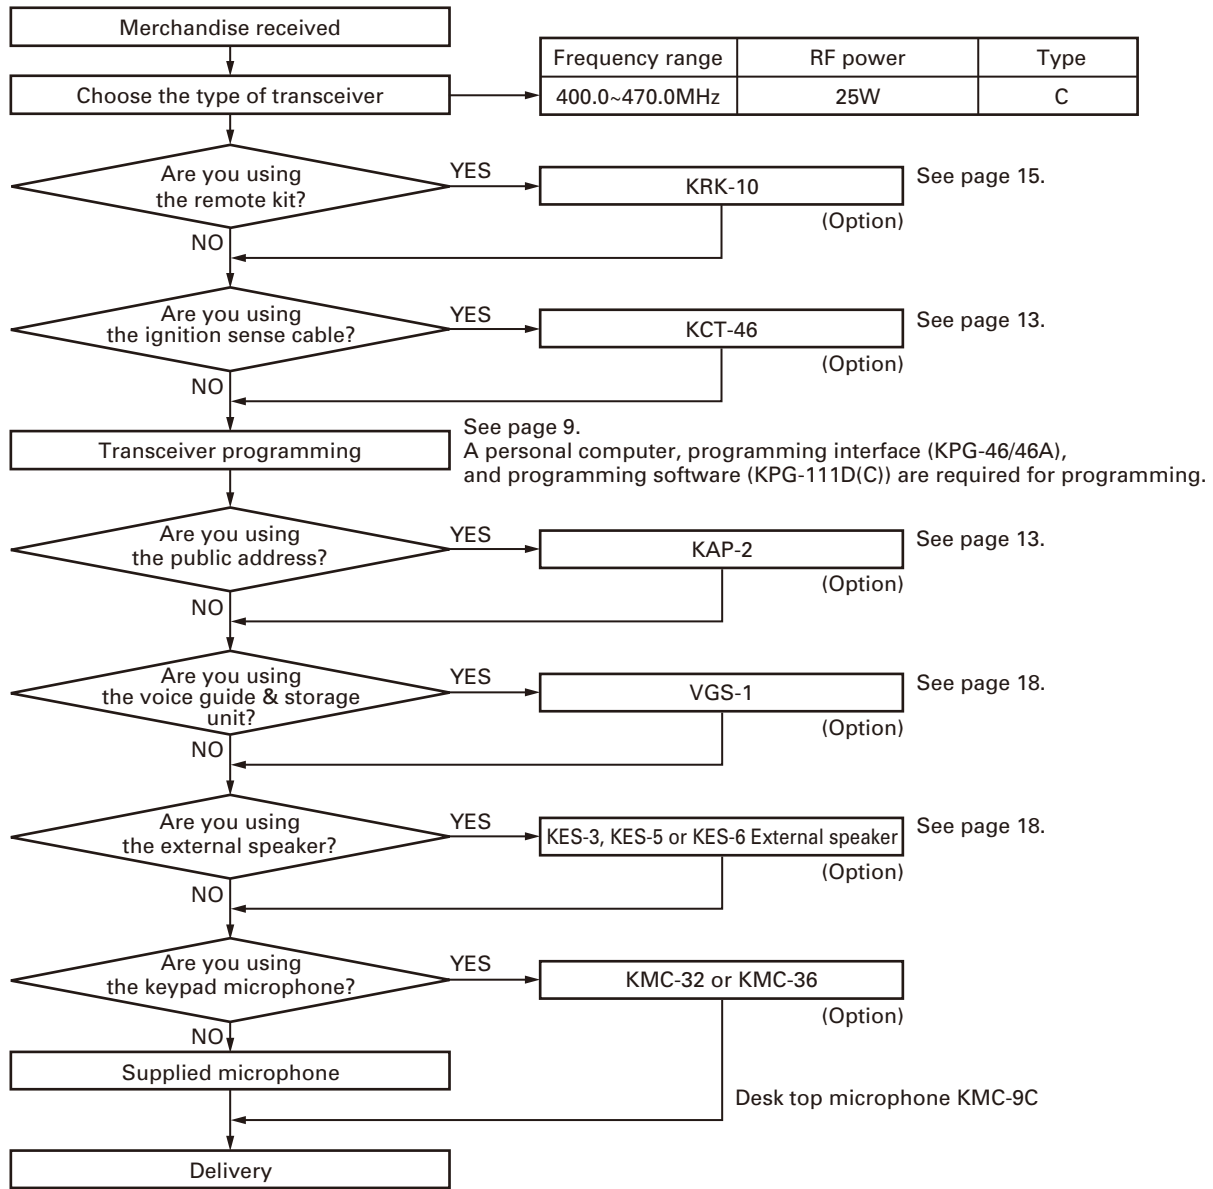 Merchandise received
Choose the type of transceiver
Frequency range RF power Type
400.0~470.0MHz 25W C
Are you using
the remote kit?
YES
KRK-10
See page 15.
(Option)
NO
Are you using
the ignition sense cable?
YES
KCT-46
See page 13.
(Option)
NO
Transceiver programming
See page 9.
A personal computer, programming interface (KPG-46/46A),
and programming software (KPG-111D(C)) are required for programming.
Are you using
the public address?
YES
KAP-2
See page 13.
(Option)
NO
Are you using
the voice guide & storage
unit?
YES
VGS-1
See page 18.
(Option)
NO
Are you using
the external speaker?
YES
KES-3, KES-5 or KES-6 External speaker
See page 18.
(Option)
NO
Are you using
the keypad microphone?
YES
KMC-32 or KMC-36
(Option)
NO
Supplied microphone
Desk top microphone KMC-9C
Delivery